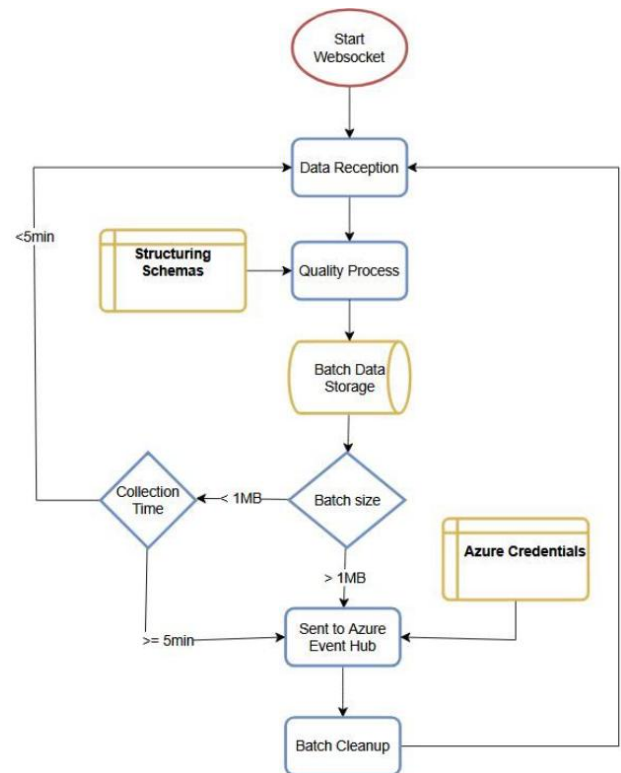 Start
Websocket
Data Reception
<5min
Structuring
Schemas
Quality Process
Batch Data
Storage
Collection
Time
< 1MB
Batch size
Azure Credentials
> 1MB
>= 5min
Sent to Azure
Event Hub
Batch Cleanup